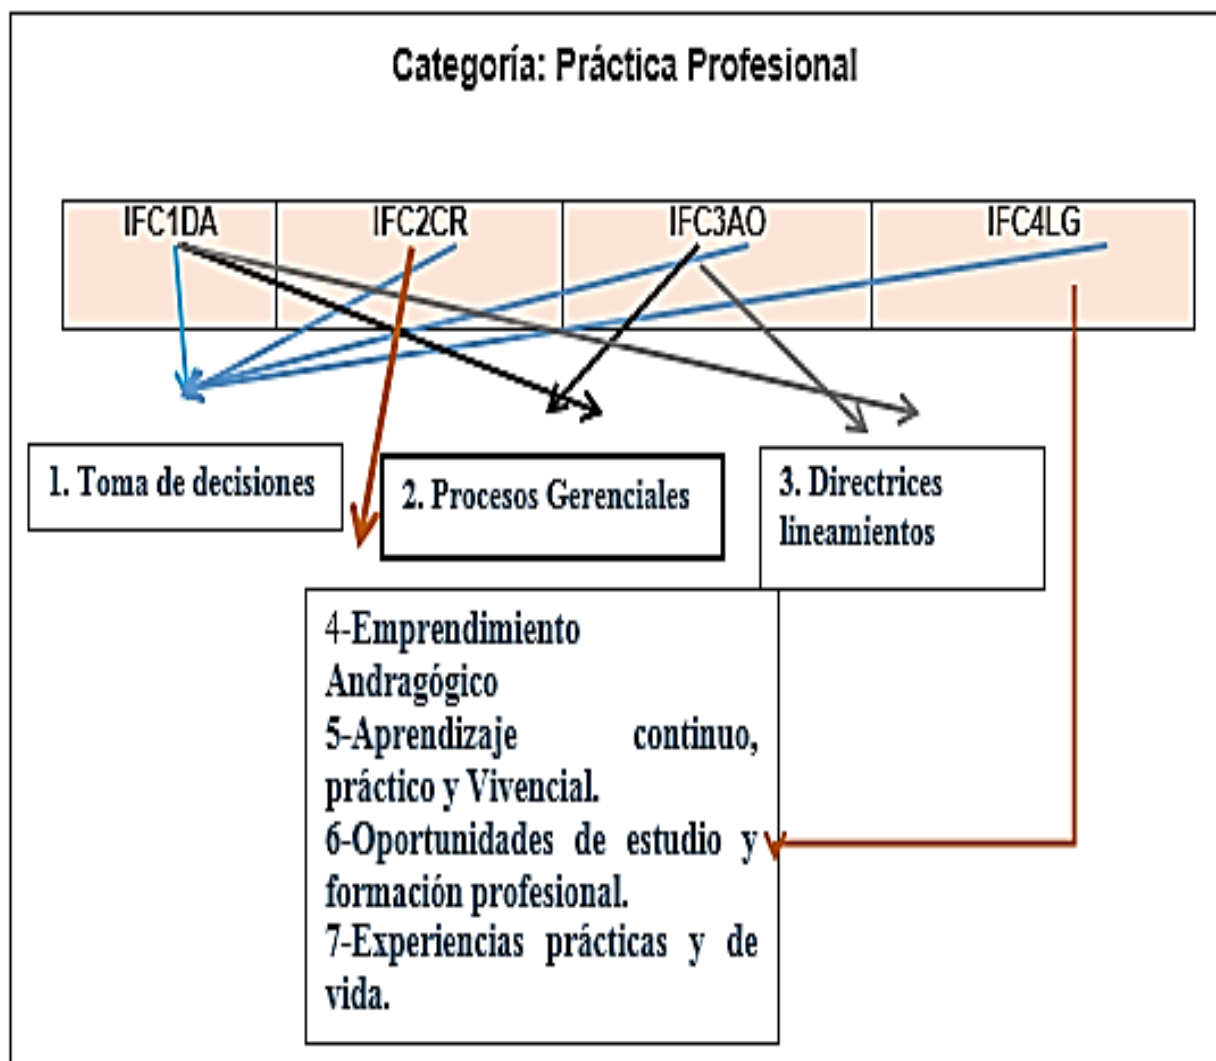 Categoría: Práctica Profesional
IFC1DA IFC2CR IFC3AO IFC4LG
1. Toma de decisiones
2. Procesos Gerenciales
3. Directrices
lineamientos
4-Emprendimiento
Andragógico
5-Aprendizaje continuo,
práctico y Vivencial.
6-Oportunidades de estudio y
formación profesional.
7-Experiencias prácticas y de
vida.